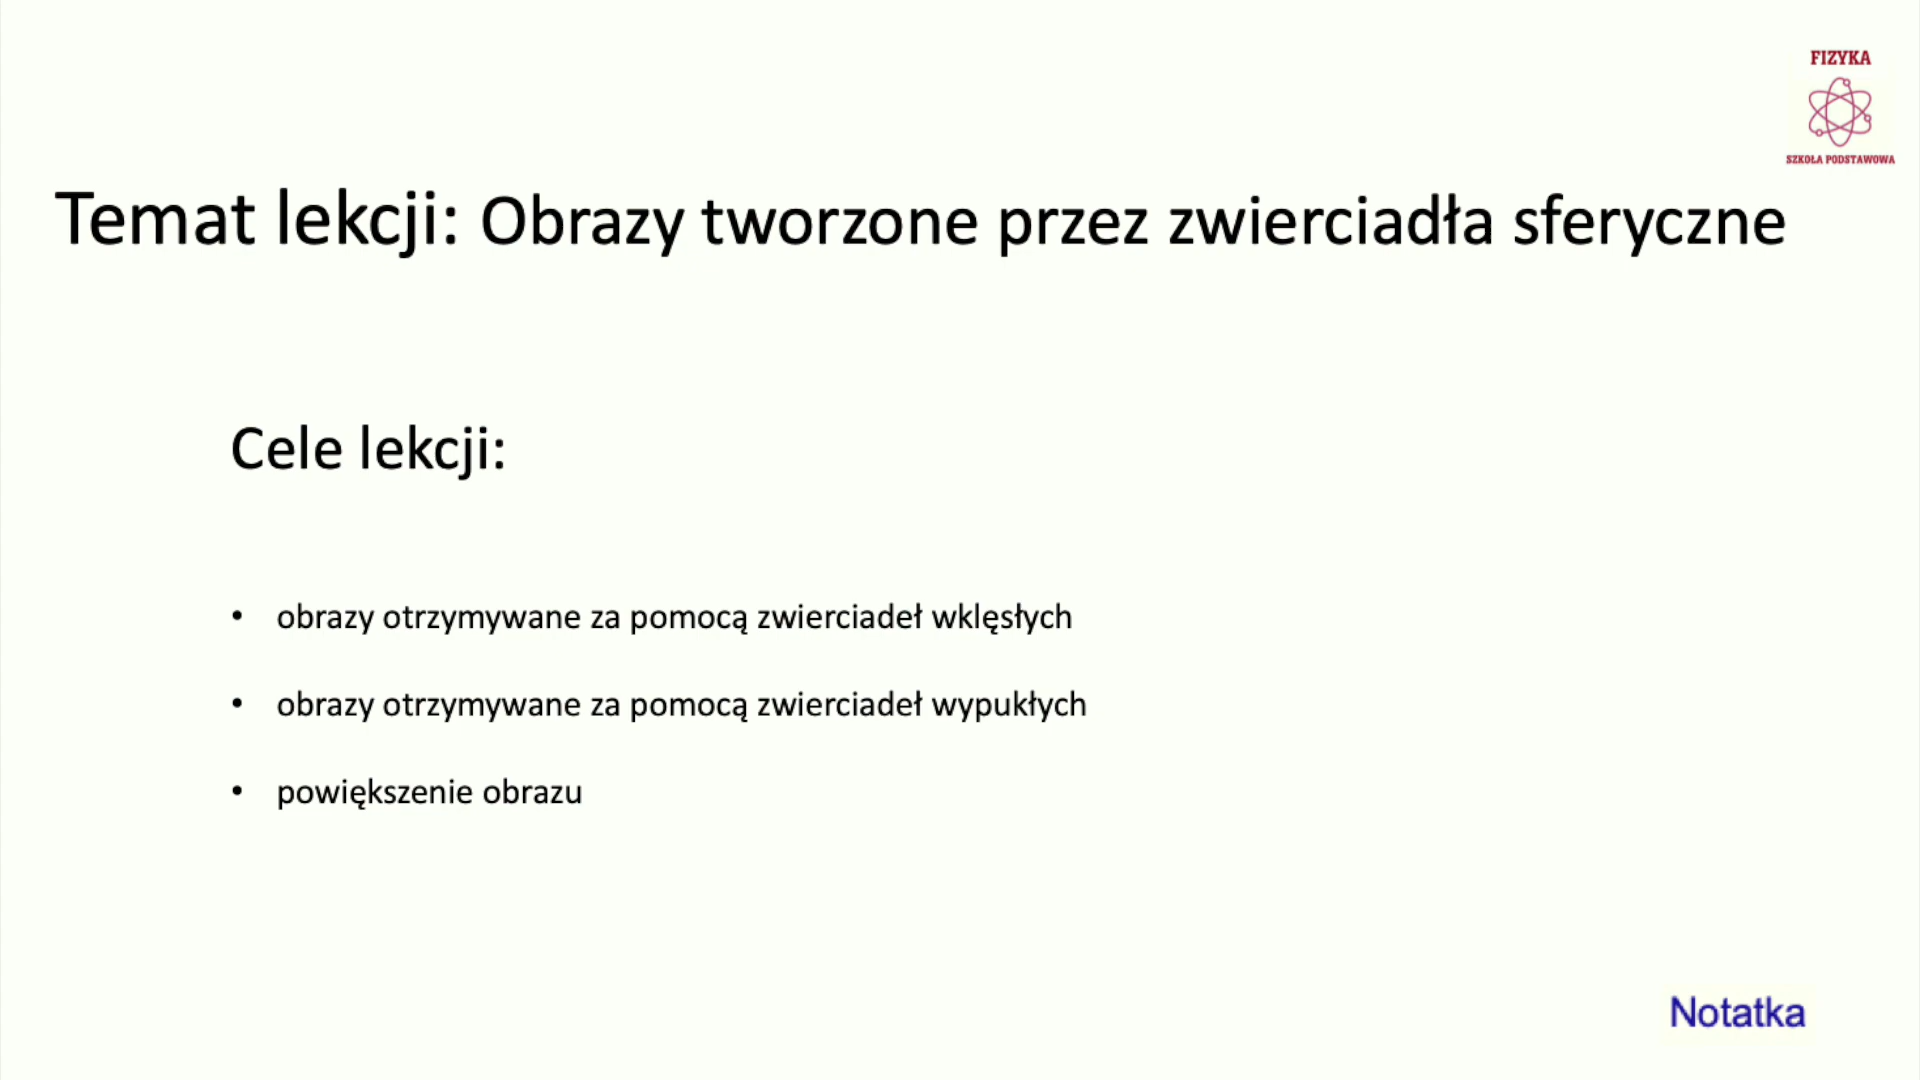 FIZYKA
SZKOŁA PODSTAWOWA
Temat lekcji: Obrazy tworzone przez zwierciadła sferyczne
Cele lekcji:
• obrazy otrzymywane za pomocą zwierciadeł wklęsłych
• obrazy otrzymywane za pomocą zwierciadeł wypukłych
• powiększenie obrazu
Notatka